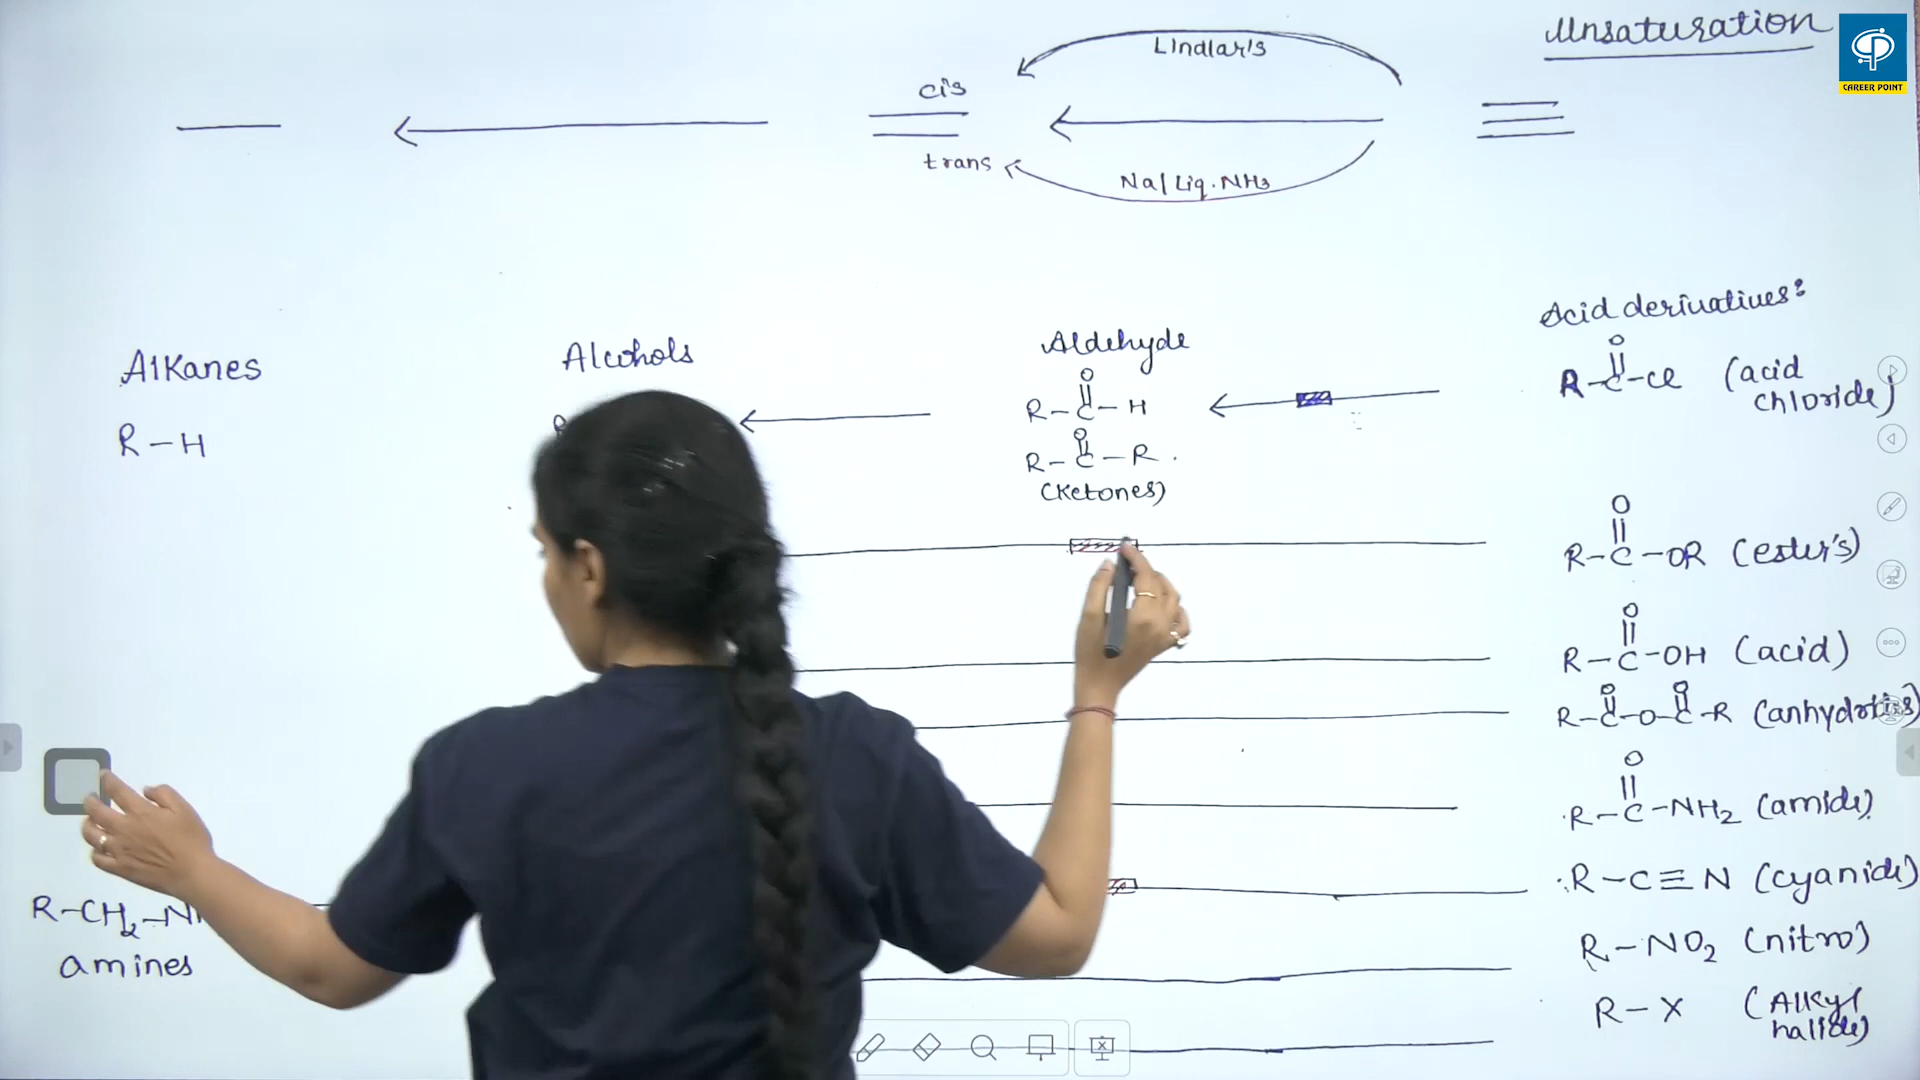 Unsaturation
CAREER POINT
Lindlar's
cis
trans
Na/Liq.NH3
Acid derivatives:
Alkanes
R-H
Alcohols
Aldehyde
O
R-C-H
O
R-C-R
(Ketones)
O
R-C-Cl (acid chloride)
O
R-C-OR (ester's)
O
R-C-OH (acid)
O O
R-C-O-C-R
O
R-C-NH2 (amide)
R-C≡N (cyanide)
R-CH2-N
amines
R-NO2 (nitro)
R-X (Alkyl halide)